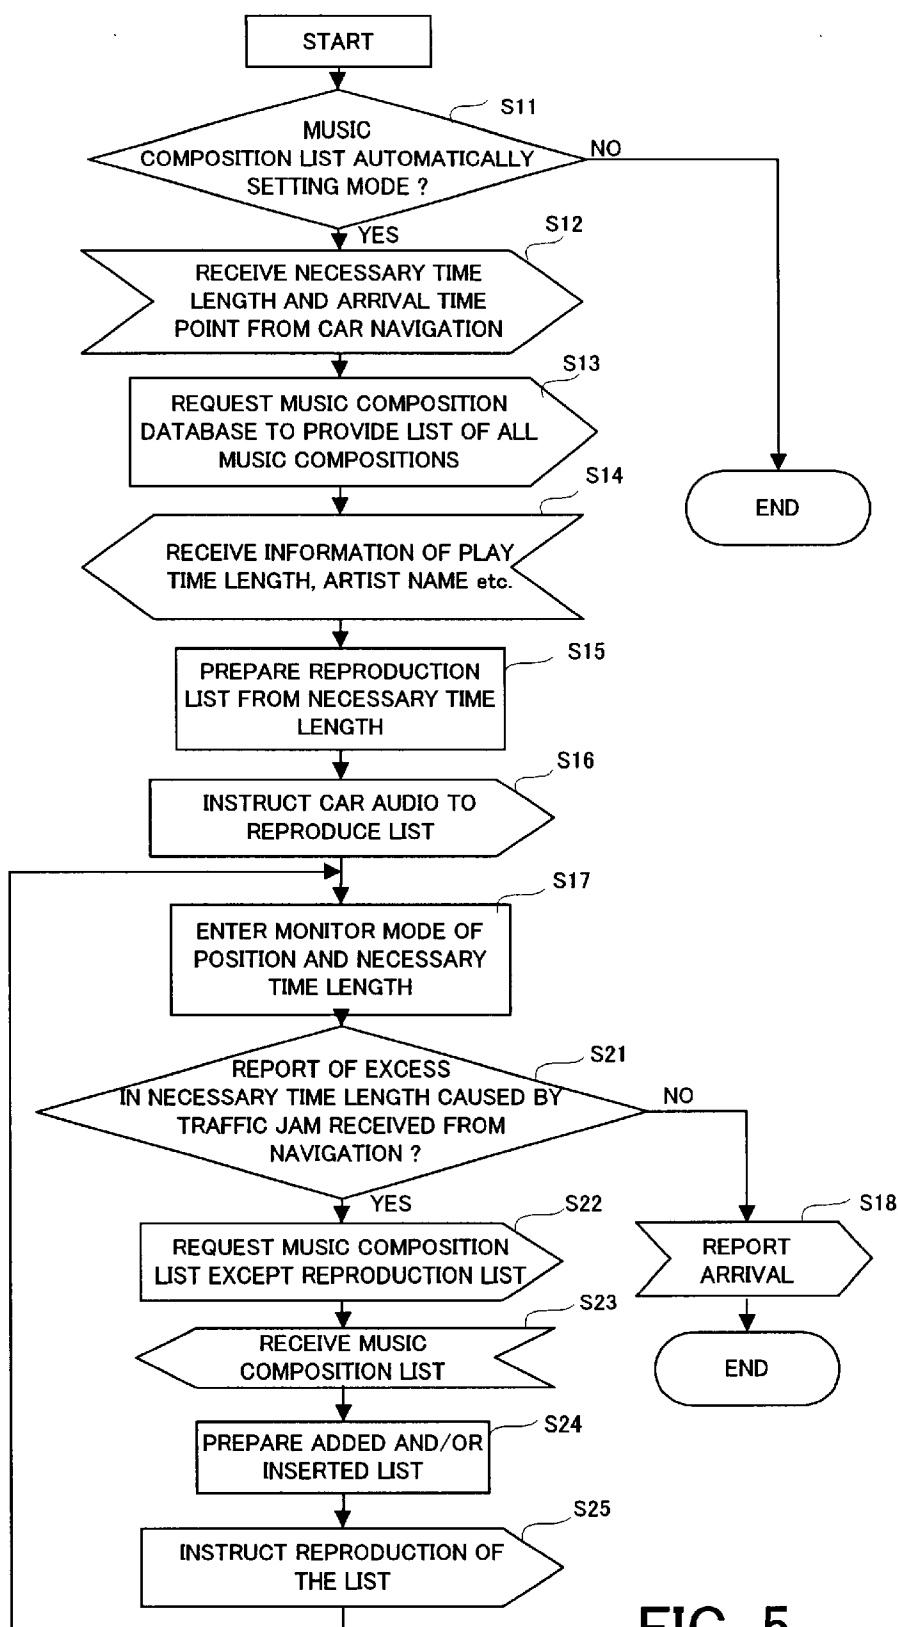 START
S11
MUSIC
COMPOSITION LIST AUTOMATICALLY
SETTING MODE ?
NO
YES
S12
RECEIVE NECESSARY TIME
LENGTH AND ARRIVAL TIME
POINT FROM CAR NAVIGATION
S13
REQUEST MUSIC COMPOSITION
DATABASE TO PROVIDE LIST OF ALL
MUSIC COMPOSITIONS
S14
END
RECEIVE INFORMATION OF PLAY
TIME LENGTH, ARTIST NAME etc.
S15
PREPARE REPRODUCTION
LIST FROM NECESSARY TIME
LENGTH
S16
INSTRUCT CAR AUDIO TO
REPRODUCE LIST
S17
ENTER MONITOR MODE OF
POSITION AND NECESSARY
TIME LENGTH
S21
REPORT OF EXCESS
IN NECESSARY TIME LENGTH CAUSED BY
TRAFFIC JAM RECEIVED FROM
NAVIGATION ?
NO
YES
S22
REQUEST MUSIC COMPOSITION
LIST EXCEPT REPRODUCTION LIST
S18
REPORT
ARRIVAL
S23
RECEIVE MUSIC
COMPOSITION LIST
END
S24
PREPARE ADDED AND/OR
INSERTED LIST
S25
INSTRUCT REPRODUCTION OF
THE LIST
FIG. 5